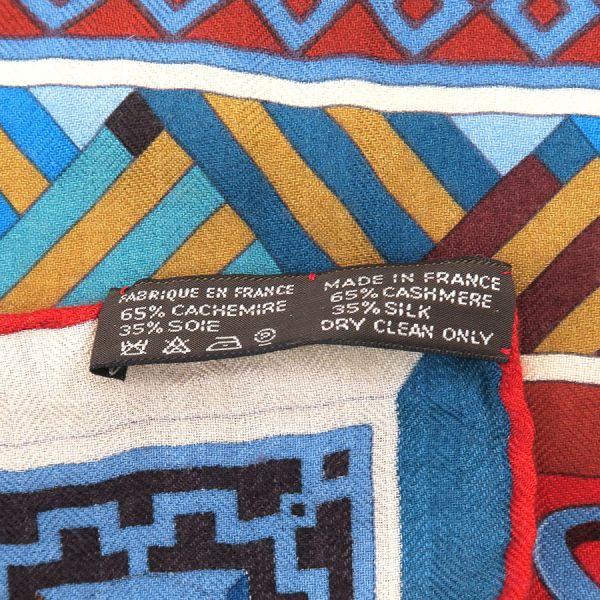 FABRIQUE EN FRANCE
65% CACHEMIRE
35% SOIE
MADE IN FRANCE
65% CASHMERE
35% SILK
DRY CLEAN ONLY